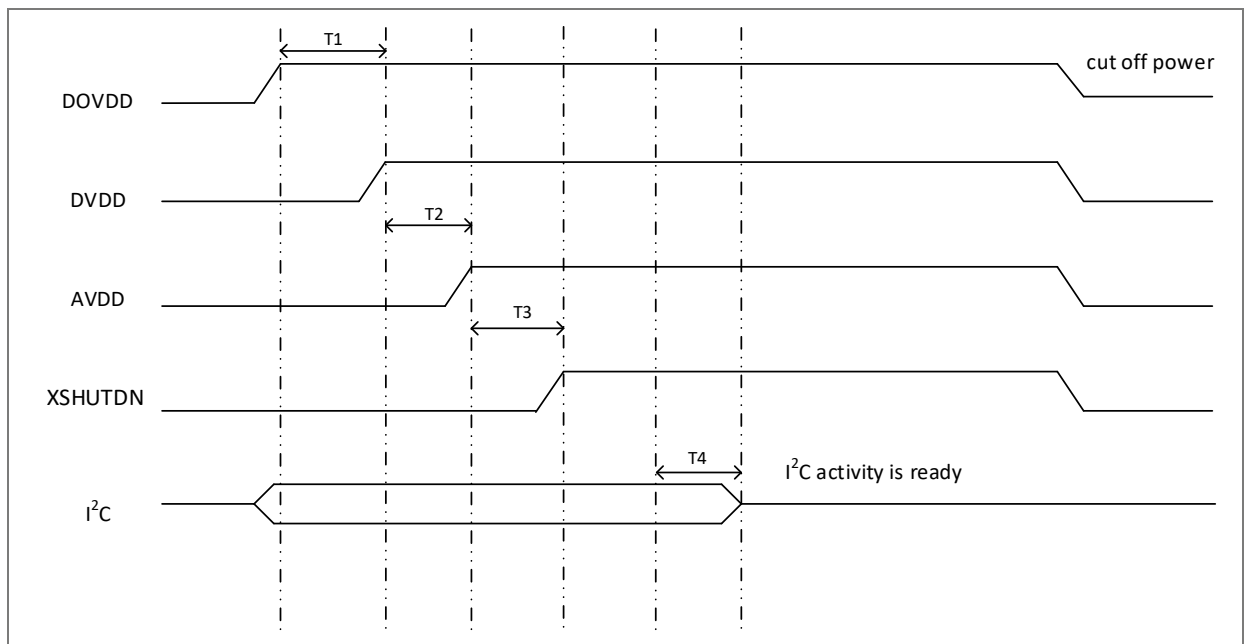 T1
cut off power
DOVDD
DVDD
T2
AVDD
T3
XSHUTDN
T4
I²C activity is ready
I²C